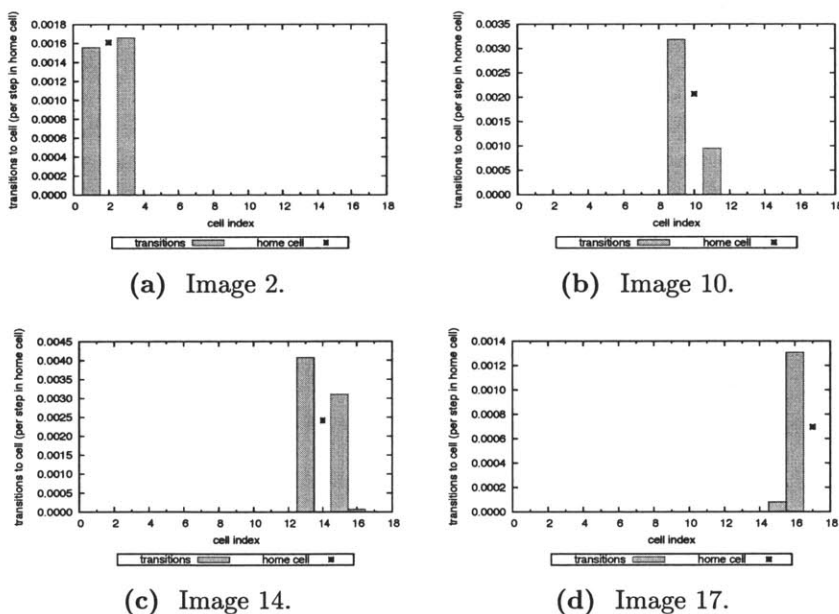 transitions to cell (per step in home cell)
0.0018
0.0016
0.0014
0.0012
0.0010
0.0008
0.0006
0.0004
0.0002
0.0000
0 2 4 6 8 10 12 14 16 18
cell index
transitions home cell
(a) Image 2.
transitions to cell (per step in home cell)
0.0035
0.0030
0.0025
0.0020
0.0015
0.0010
0.0005
0.0000
0 2 4 6 8 10 12 14 16 18
cell index
transitions home cell
(b) Image 10.
transitions to cell (per step in home cell)
0.0045
0.0040
0.0035
0.0030
0.0025
0.0020
0.0015
0.0010
0.0005
0.0000
0 2 4 6 8 10 12 14 16 18
cell index
transitions home cell
(c) Image 14.
transitions to cell (per step in home cell)
0.0014
0.0012
0.0010
0.0008
0.0006
0.0004
0.0002
0.0000
0 2 4 6 8 10 12 14 16 18
cell index
transitions home cell
(d) Image 17.